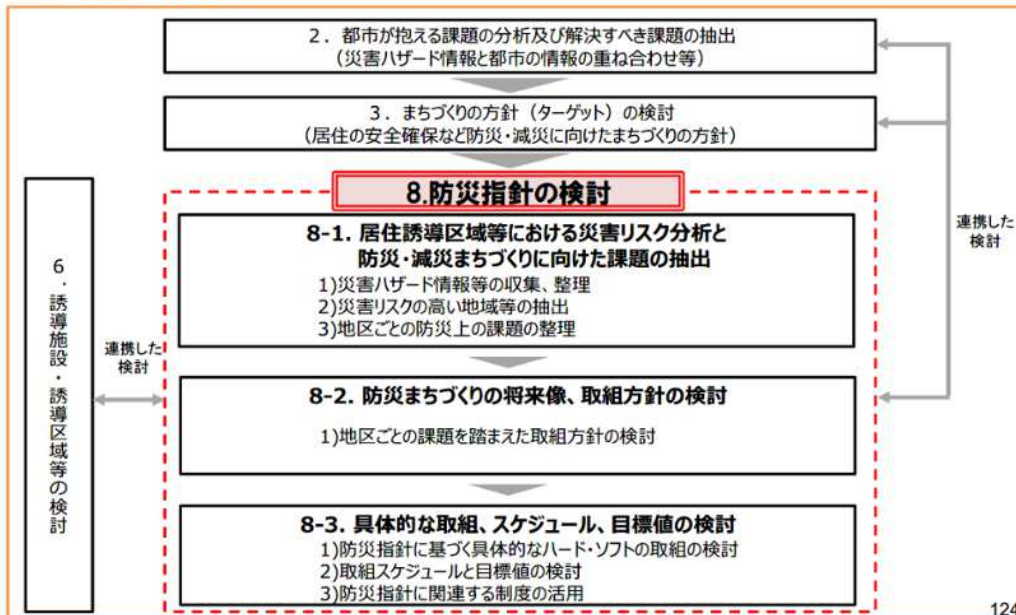 2．都市が抱える課題の分析及び解決すべき課題の抽出
（災害ハザード情報と都市の情報の重ね合わせ等）
3．まちづくりの方針（ターゲット）の検討
（居住の安全確保など防災・減災に向けたまちづくりの方針）
8.防災指針の検討
8-1. 居住誘導区域等における災害リスク分析と
防災・減災まちづくりに向けた課題の抽出
1)災害ハザード情報等の収集、整理
2)災害リスクの高い地域等の抽出
3)地区ごとの防災上の課題の整理
8-2. 防災まちづくりの将来像、取組方針の検討
1)地区ごとの課題を踏まえた取組方針の検討
8-3. 具体的な取組、スケジュール、目標値の検討
1)防災指針に基づく具体的なハード・ソフトの取組の検討
2)取組スケジュールと目標値の検討
3)防災指針に関連する制度の活用
6．誘導施設・誘導区域等の検討
連携した
検討
連携した
検討
124